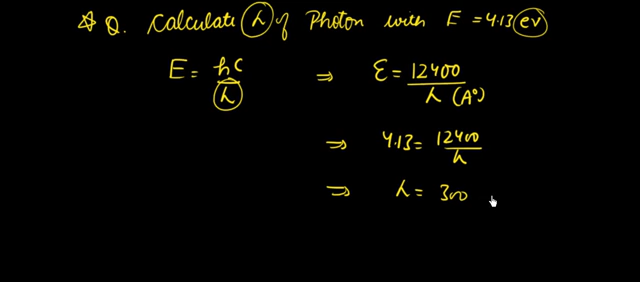 ☆ Q. Calculate λ of Photon with E = 4.13 ev
E = hc/λ ⇒ E = 12400/λ (A°)
⇒ 4.13 = 12400/λ
⇒ λ = 300